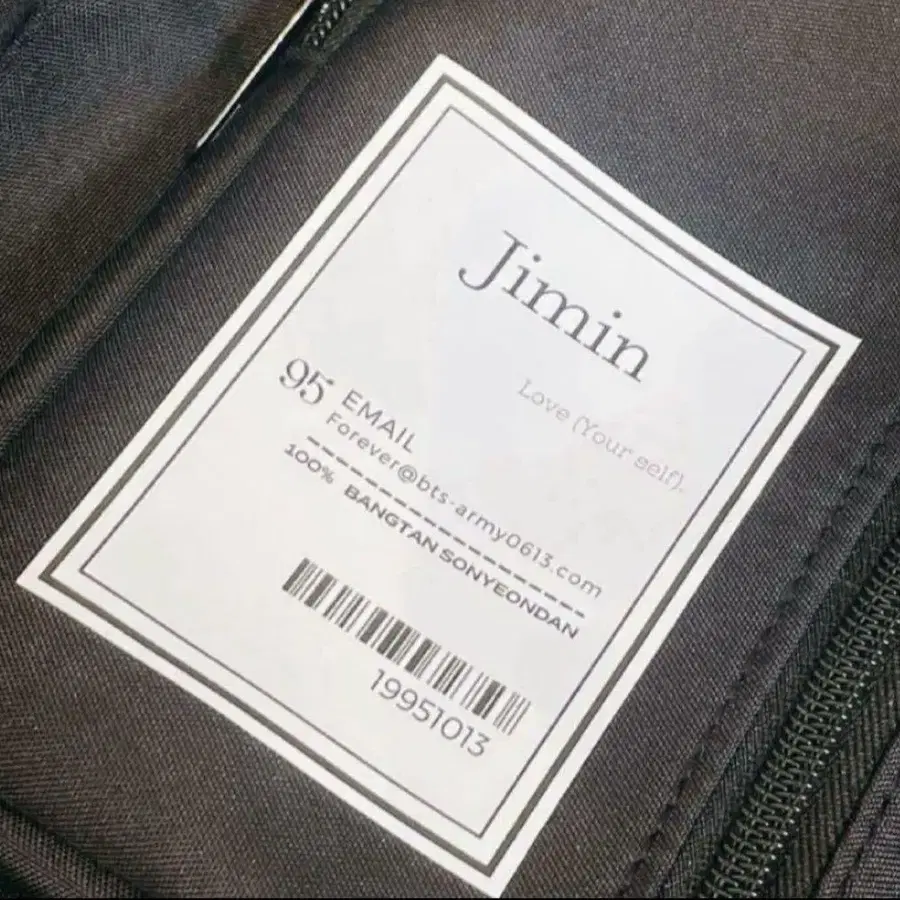 Jimin
Love (Your self).
95 EMAIL
Forever@bts-army0613.com
100% BANGTAN SONYEONDAN
19951013